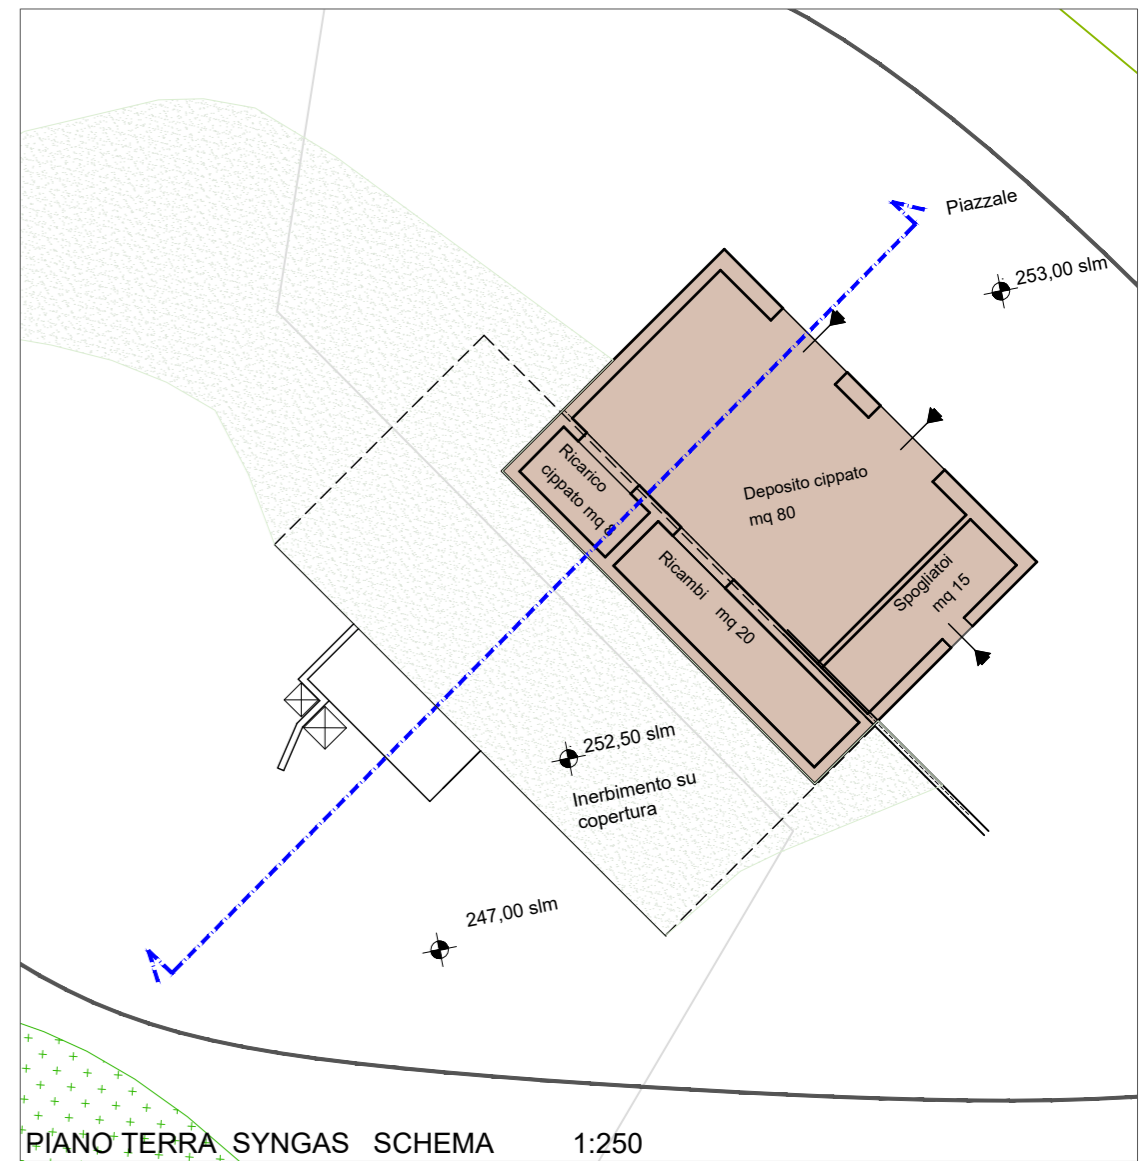 Piazzale
253,00 slm
Ricarico
cippato mq 8
Deposito cippato
mq 80
Ricambi mq 20
Spogliatoi
mq 15
252,50 slm
Inerbimento su
copertura
247,00 slm
PIANO TERRA SYNGAS SCHEMA 1:250